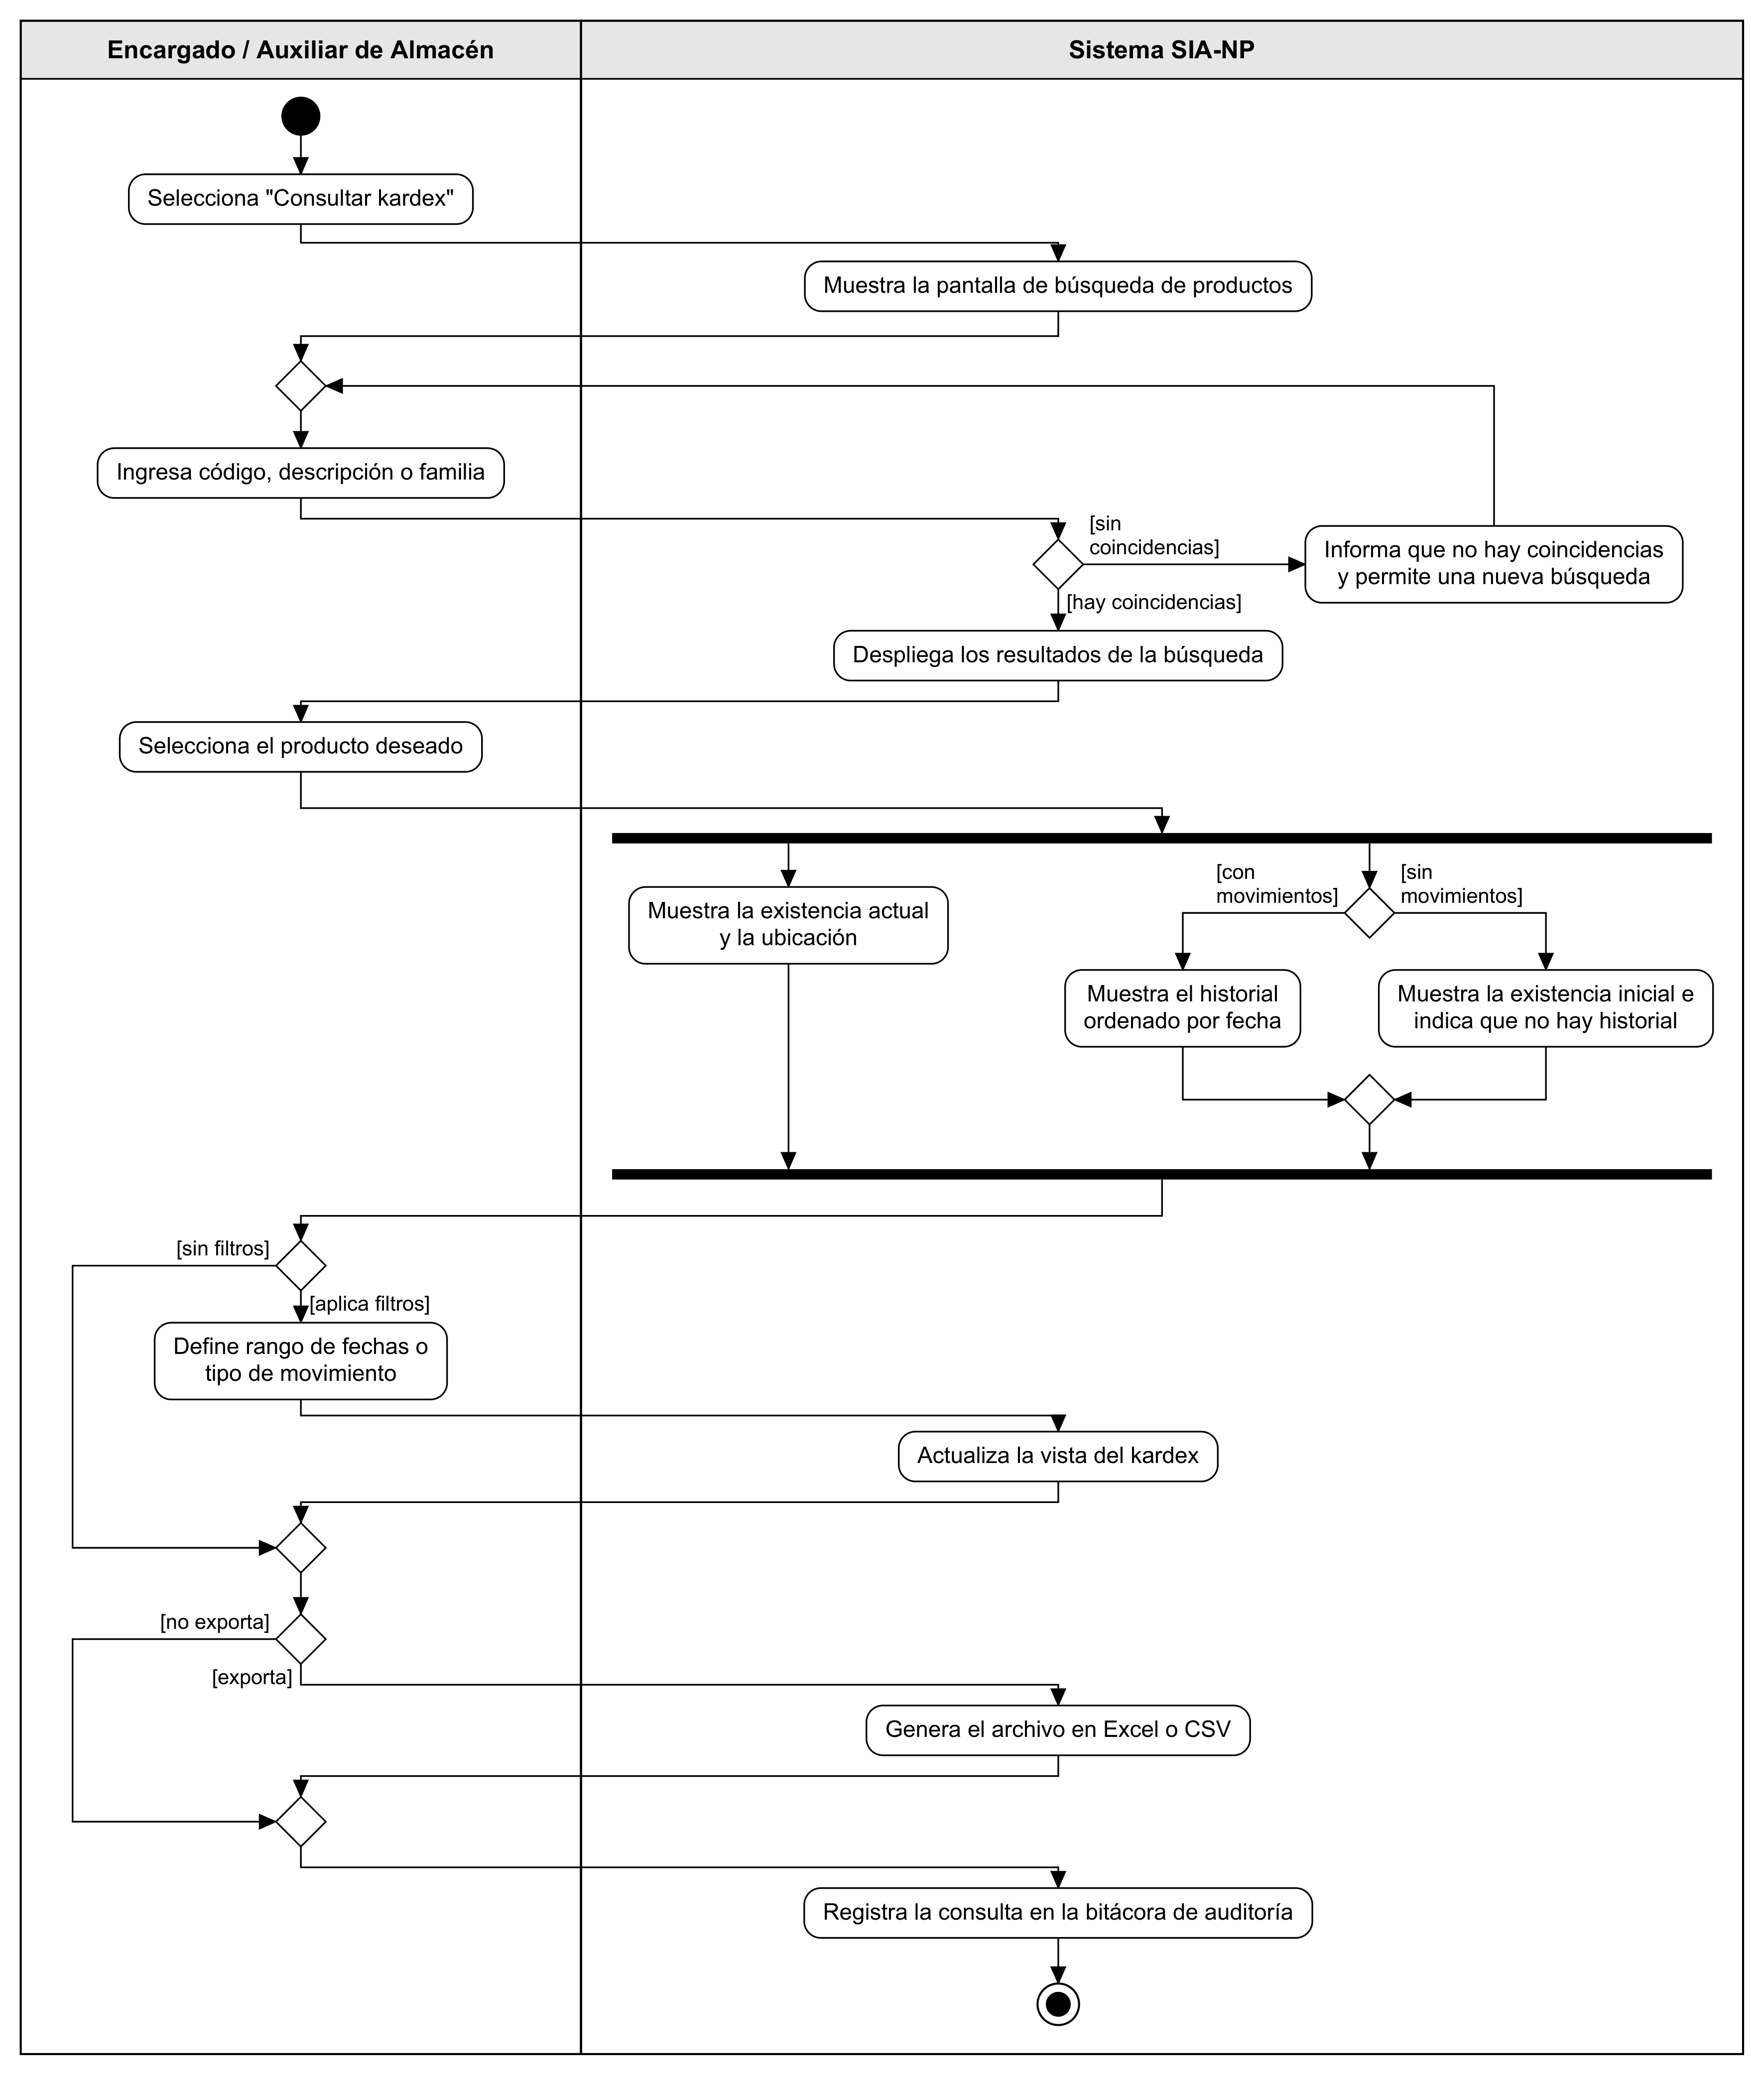 Encargado / Auxiliar de Almacén
Sistema SIA-NP
Selecciona "Consultar kardex"
Muestra la pantalla de búsqueda de productos
Ingresa código, descripción o familia
[sin
coincidencias]
Informa que no hay coincidencias
y permite una nueva búsqueda
[hay coincidencias]
Despliega los resultados de la búsqueda
Selecciona el producto deseado
Muestra la existencia actual
y la ubicación
[con
movimientos]
[sin
movimientos]
Muestra el historial
ordenado por fecha
Muestra la existencia inicial e
indica que no hay historial
[sin filtros]
[aplica filtros]
Define rango de fechas o
tipo de movimiento
Actualiza la vista del kardex
[no exporta]
[exporta]
Genera el archivo en Excel o CSV
Registra la consulta en la bitácora de auditoría